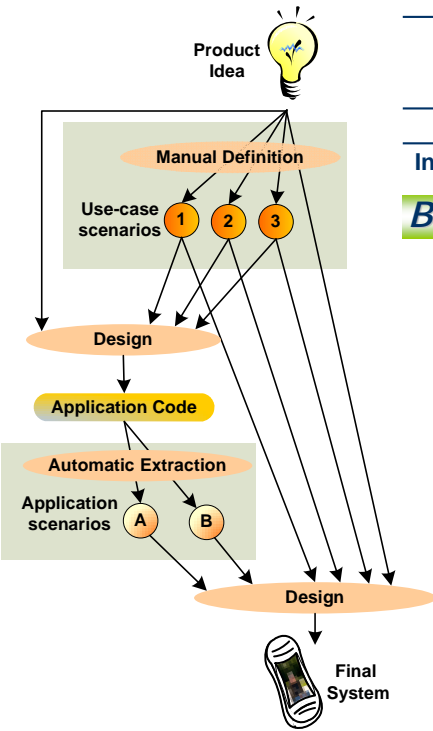 Product
Idea
In
Manual Definition
B
Use-case
scenarios
1
2
3
Design
Application Code
Automatic Extraction
Application
scenarios
A
B
Design
Final
System